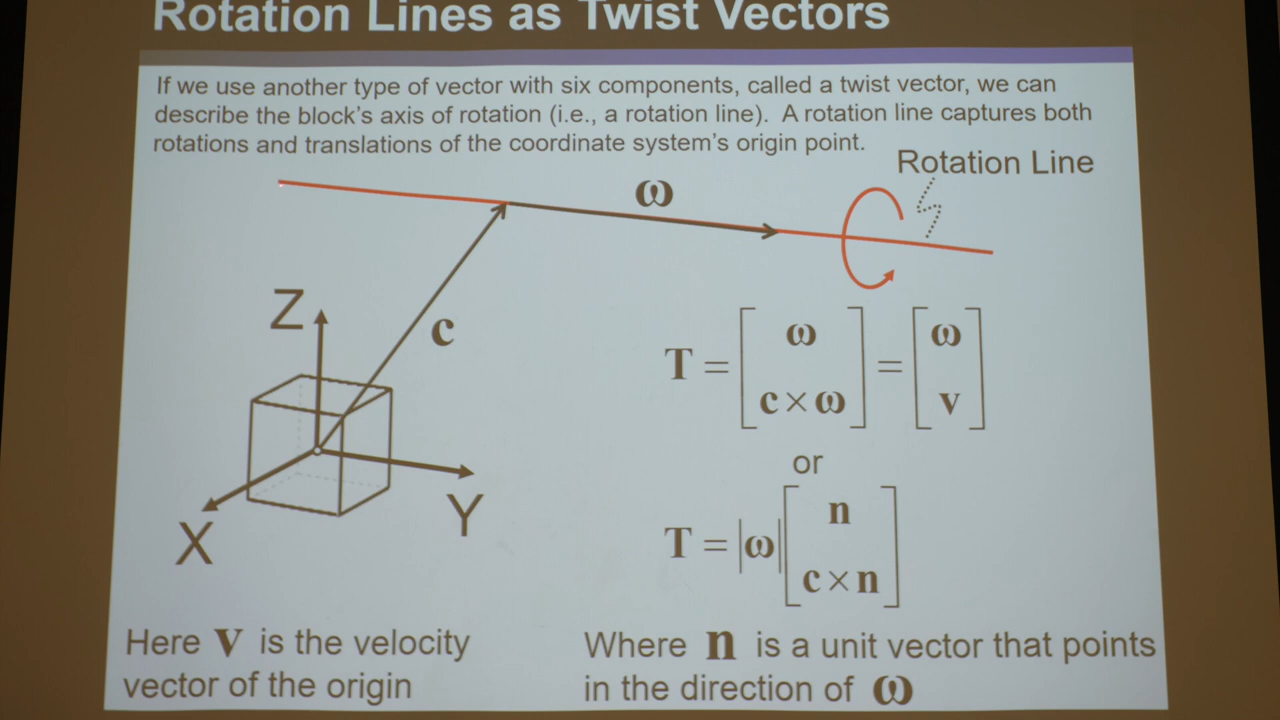 Rotation Lines as Twist Vectors
If we use another type of vector with six components, called a twist vector, we can
describe the block's axis of rotation (i.e., a rotation line). A rotation line captures both
rotations and translations of the coordinate system's origin point.
Rotation Line
ω
Z
c
X
Y
T = [ ω ; c × ω ] = [ ω ; v ]
or
T = |ω| [ n ; c × n ]
Here v is the velocity
vector of the origin
Where n is a unit vector that points
in the direction of ω